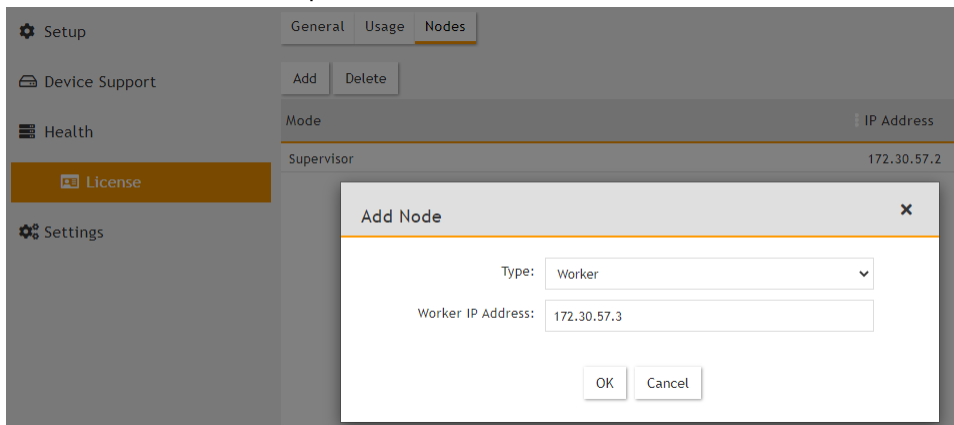 Setup
Device Support
Health
License
Settings
General Usage Nodes
Add Delete
Mode IP Address
Supervisor 172.30.57.2
Add Node
Type: Worker
Worker IP Address: 172.30.57.3
OK Cancel